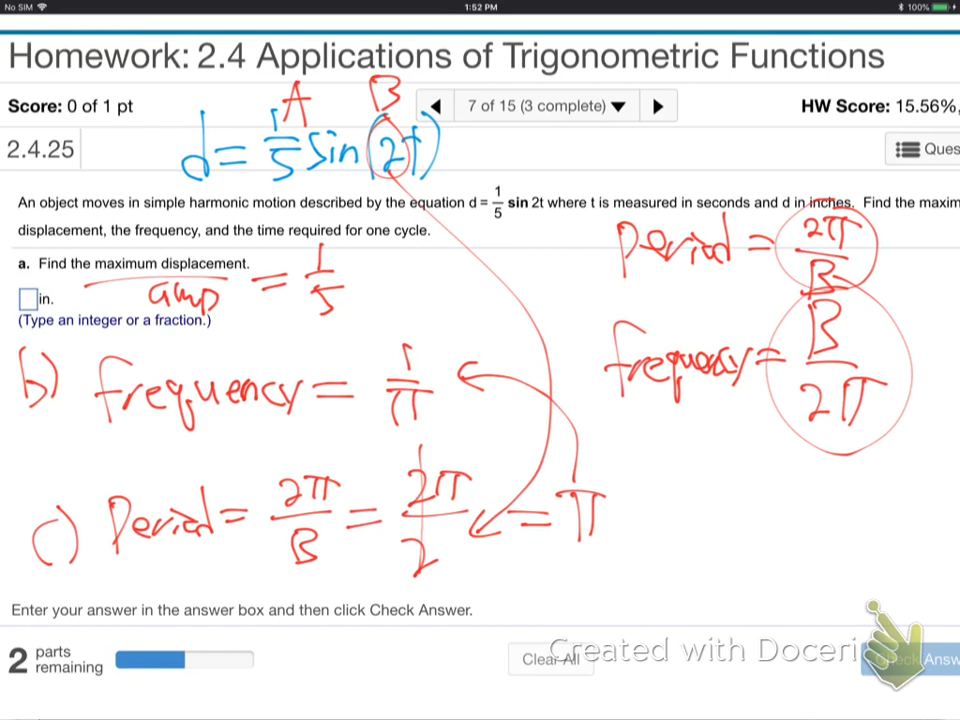 No SIM 1:52 PM 100%
Homework: 2.4 Applications of Trigonometric Functions
Score: 0 of 1 pt 7 of 15 (3 complete) HW Score: 15.56%,
A B
2.4.25 Ques
d = 1/5 sin(2t)
An object moves in simple harmonic motion described by the equation d = 1/5 sin 2t where t is measured in seconds and d in inches. Find the maxim
displacement, the frequency, and the time required for one cycle.
period = 2π/B
a. Find the maximum displacement.
amp = 1/5
in.
(Type an integer or a fraction.)
frequency = B/2π
b) frequency = 1/π
c) Period = 2π/B = 2π/2 = π
Enter your answer in the answer box and then click Check Answer.
2 parts
remaining
Clear All
Check Answ
Created with Doceri